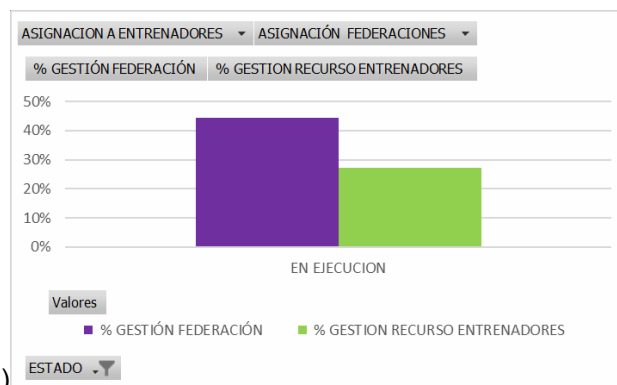 ASIGNACION A ENTRENADORES ASIGNACIÓN FEDERACIONES
% GESTIÓN FEDERACIÓN % GESTION RECURSO ENTRENADORES
50%
40%
30%
20%
10%
0%
EN EJECUCION
Valores
% GESTIÓN FEDERACIÓN % GESTION RECURSO ENTRENADORES
ESTADO
)